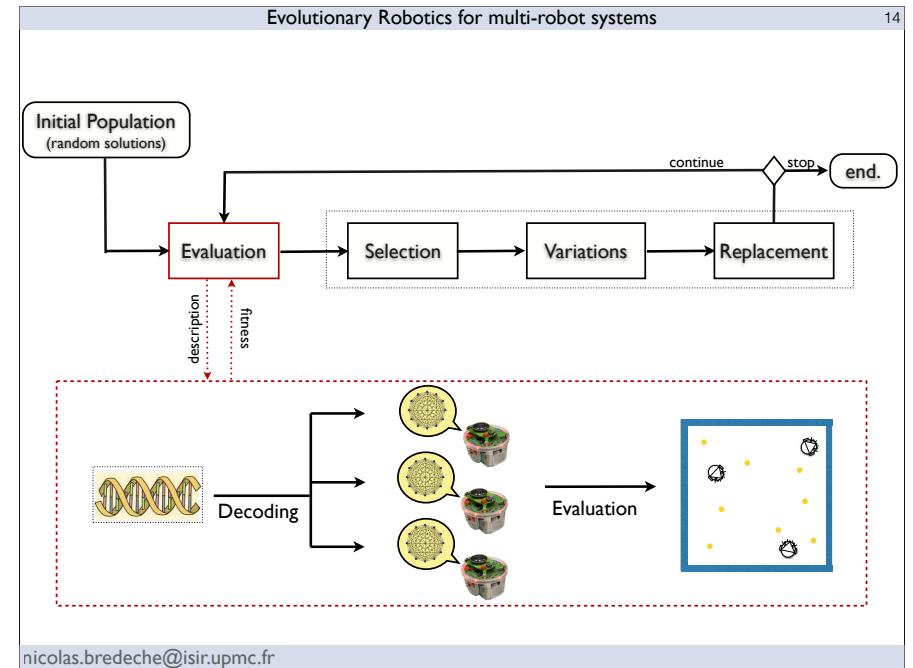 Evolutionary Robotics for multi-robot systems
14
Initial Population
(random solutions)
continue
stop
end.
Evaluation
Selection
Variations
Replacement
description
fitness
Decoding
Evaluation
nicolas.bredeche@isir.upmc.fr